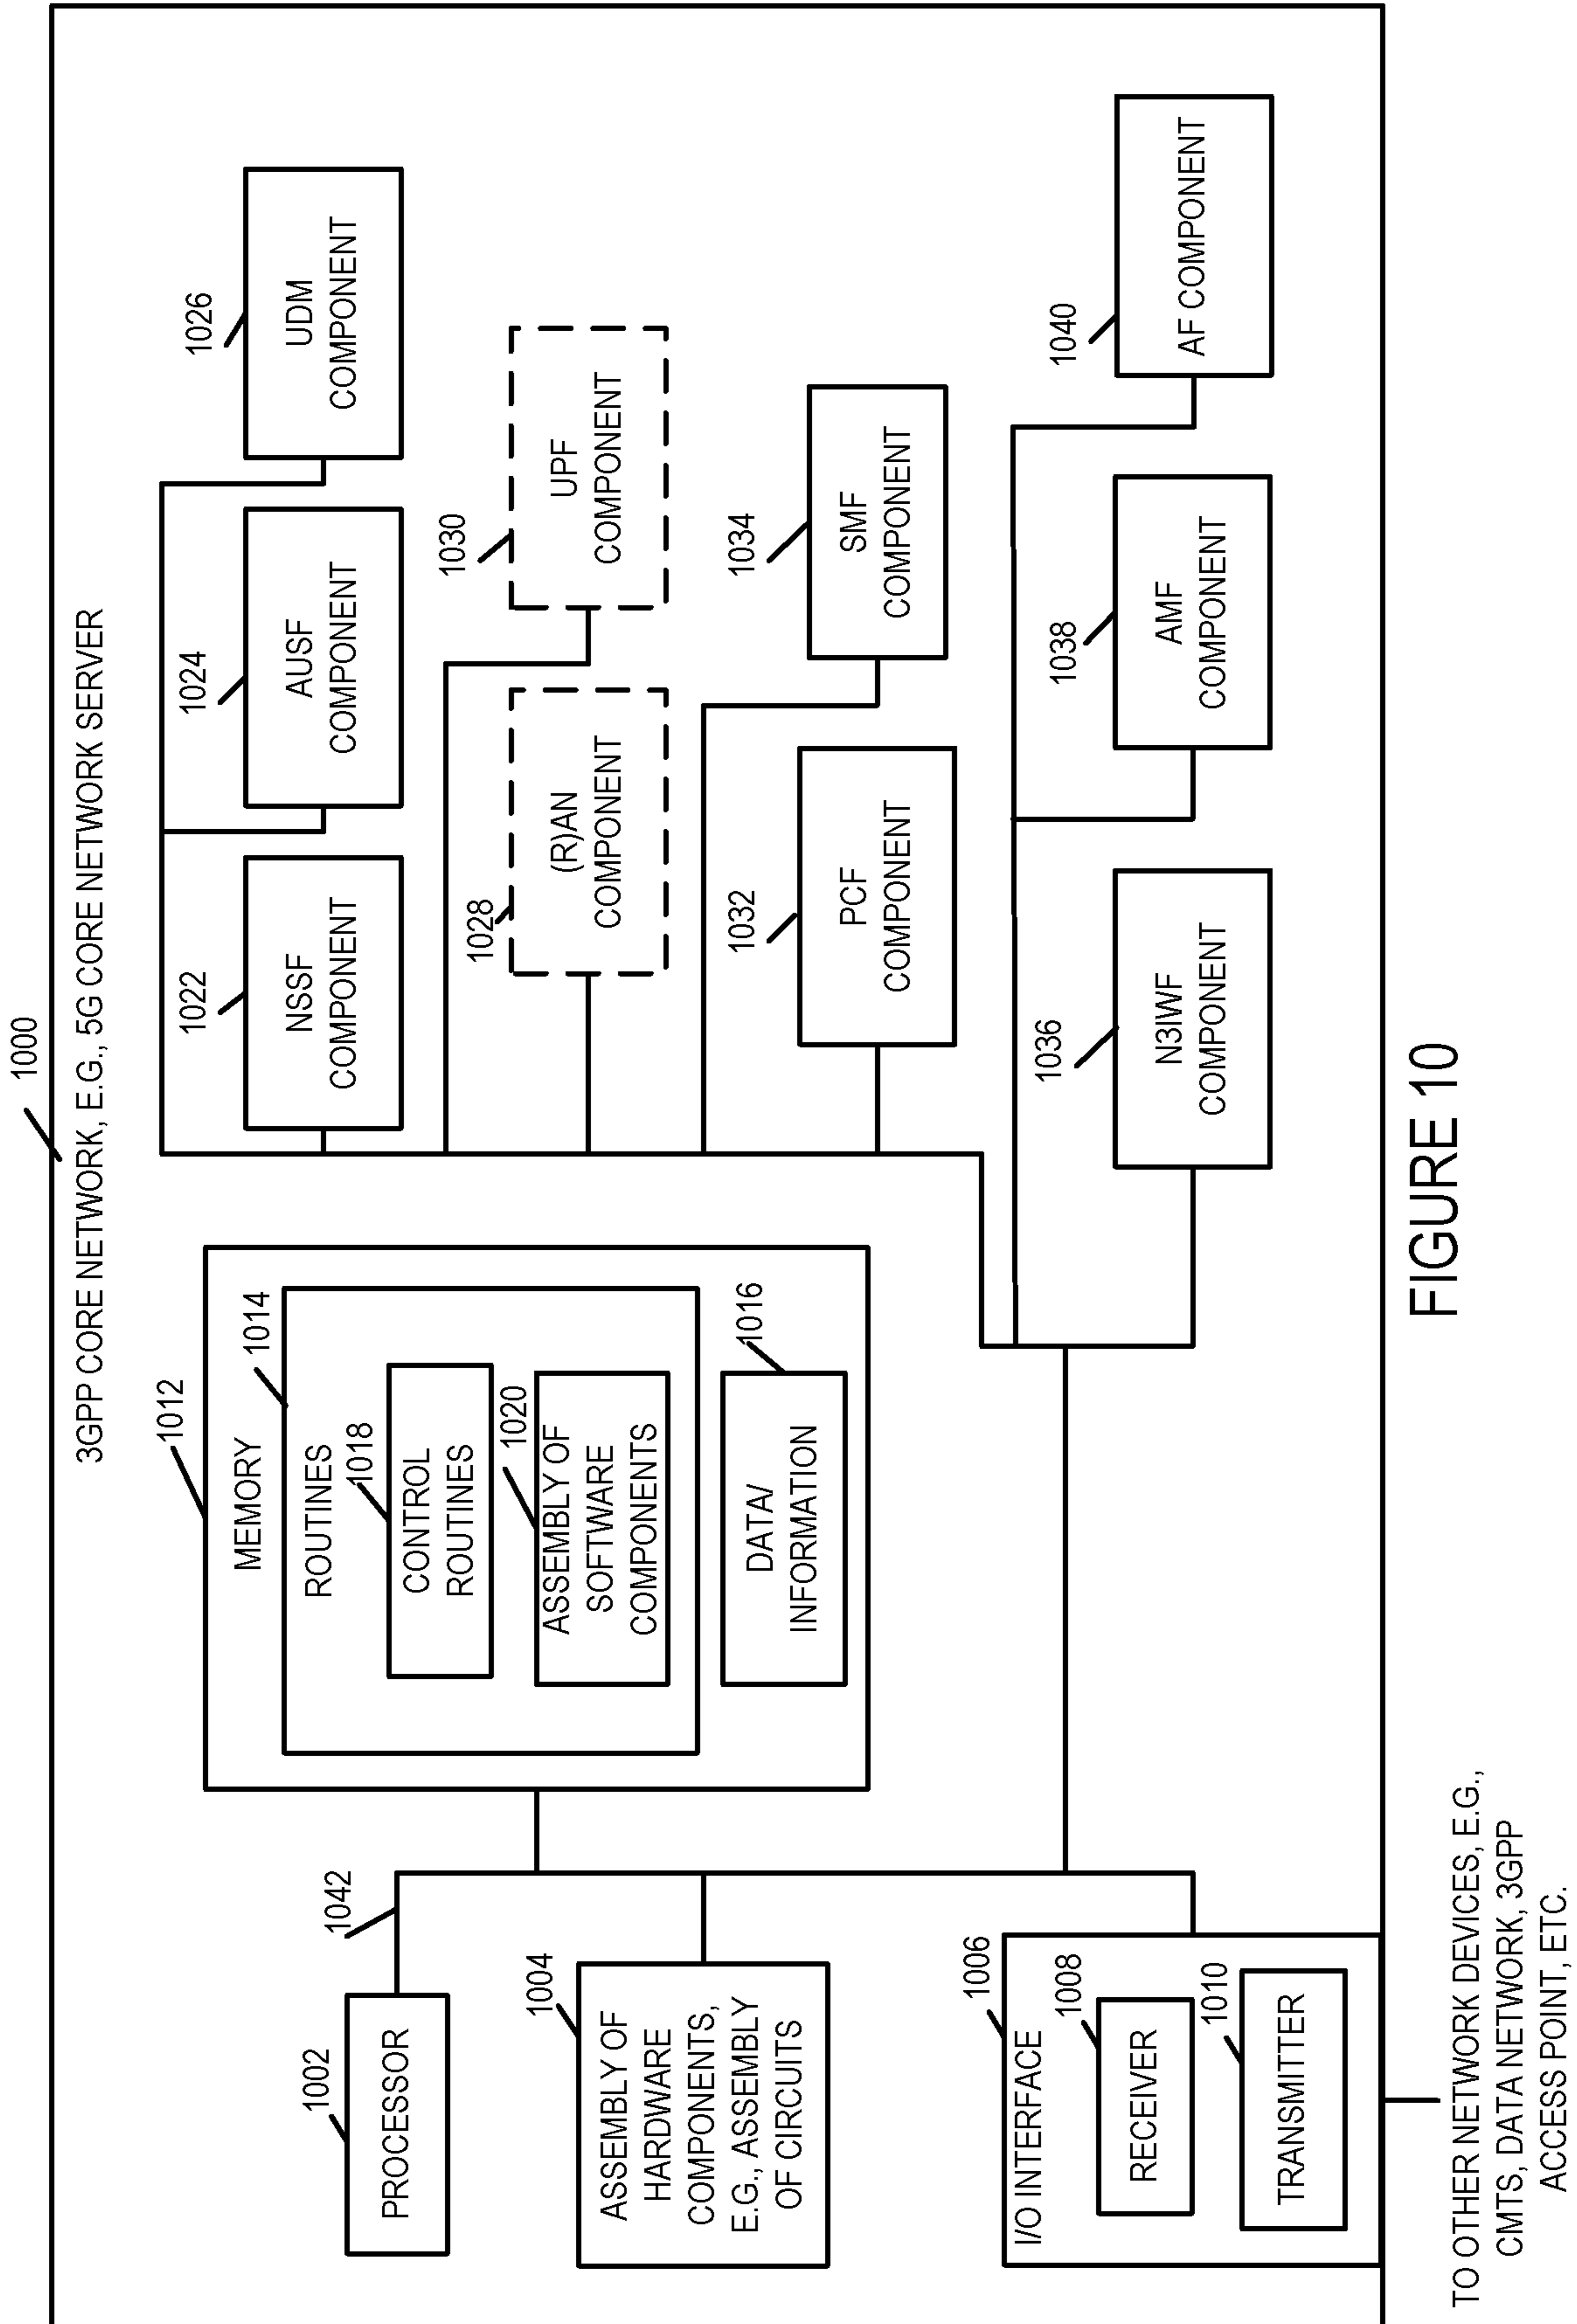 1000
3GPP CORE NETWORK, E.G., 5G CORE NETWORK SERVER
1002
PROCESSOR
1042
1004
ASSEMBLY OF
HARDWARE
COMPONENTS,
E.G., ASSEMBLY
OF CIRCUITS
1006
I/O INTERFACE
1008
RECEIVER
1010
TRANSMITTER
TO OTHER NETWORK DEVICES, E.G.,
CMTS, DATA NETWORK, 3GPP
ACCESS POINT, ETC.
1012
MEMORY
1014
ROUTINES
1018
CONTROL
ROUTINES
1020
ASSEMBLY OF
SOFTWARE
COMPONENTS
1016
DATA/
INFORMATION
1022
NSSF
COMPONENT
1024
AUSF
COMPONENT
1026
UDM
COMPONENT
1028
(R)AN
COMPONENT
1030
UPF
COMPONENT
1032
PCF
COMPONENT
1034
SMF
COMPONENT
1036
N3IWF
COMPONENT
1038
AMF
COMPONENT
1040
AF COMPONENT
FIGURE 10